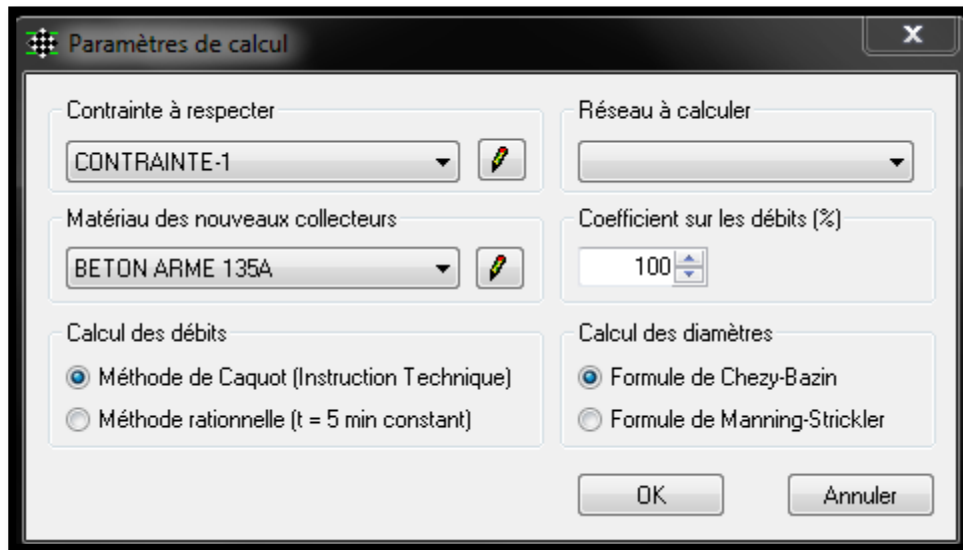 Paramètres de calcul
x
Contrainte à respecter
CONTRAINTE-1
Réseau à calculer
Matériau des nouveaux collecteurs
BETON ARME 135A
Coefficient sur les débits (%)
100
Calcul des débits
Méthode de Caquot (Instruction Technique)
Méthode rationnelle (t = 5 min constant)
Calcul des diamètres
Formule de Chezy-Bazin
Formule de Manning-Strickler
OK
Annuler